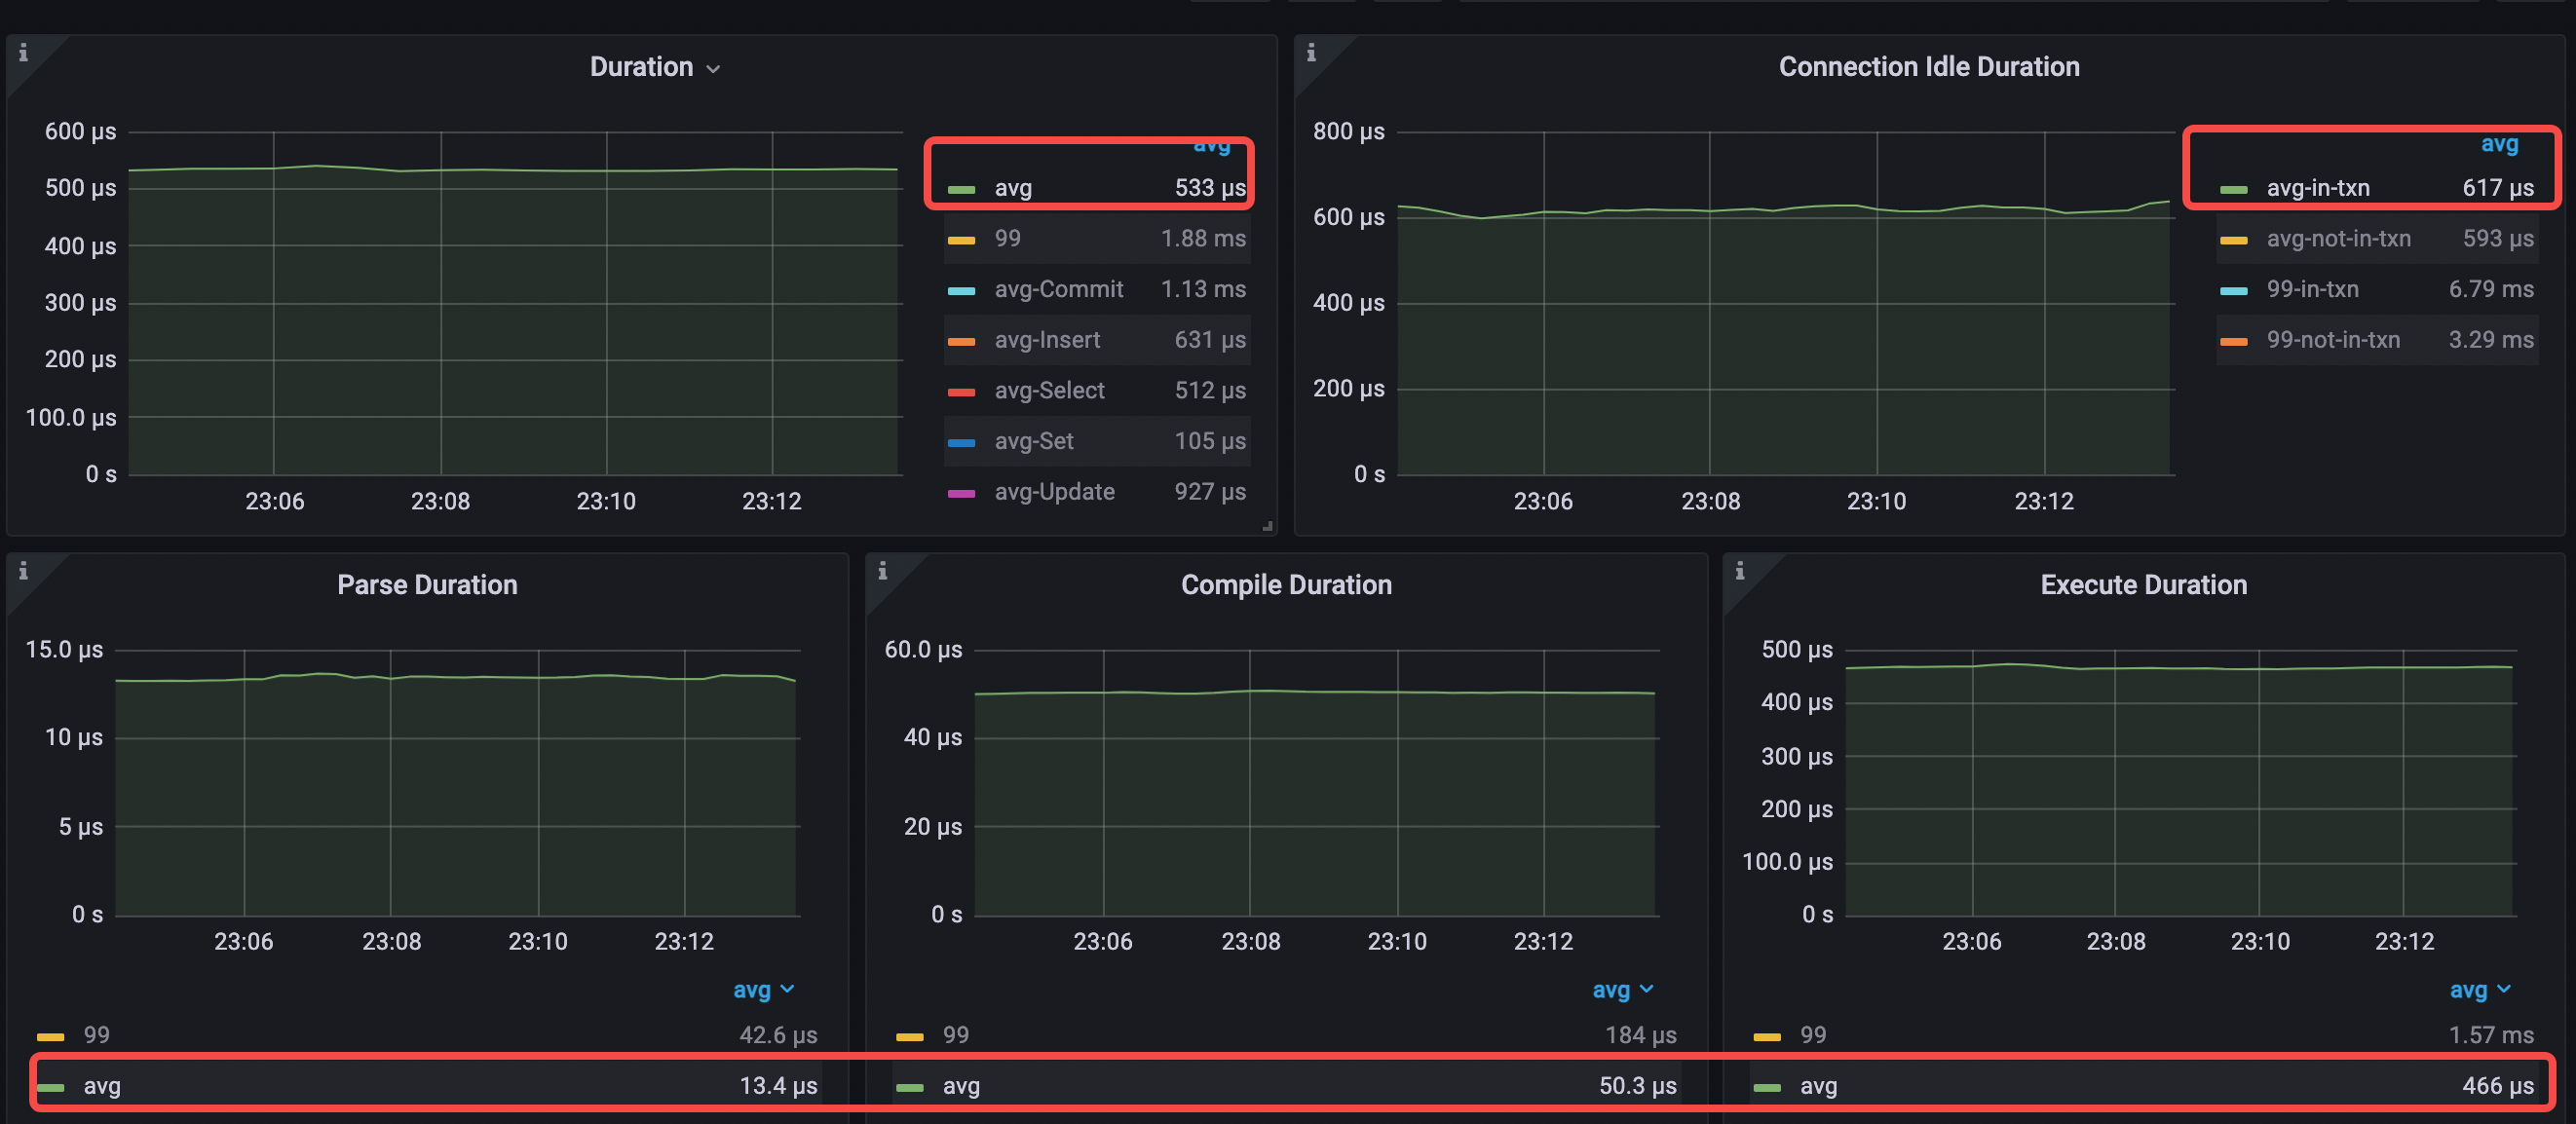 Duration
600 µs
500 µs
400 µs
300 µs
200 µs
100.0 µs
0 s
23:06 23:08 23:10 23:12
avg
avg 533 µs
99 1.88 ms
avg-Commit 1.13 ms
avg-Insert 631 µs
avg-Select 512 µs
avg-Set 105 µs
avg-Update 927 µs
Connection Idle Duration
800 µs
600 µs
400 µs
200 µs
0 s
23:06 23:08 23:10 23:12
avg
avg-in-txn 617 µs
avg-not-in-txn 593 µs
99-in-txn 6.79 ms
99-not-in-txn 3.29 ms
Parse Duration
15.0 µs
10 µs
5 µs
0 s
23:06 23:08 23:10 23:12
avg
99 42.6 µs
avg 13.4 µs
Compile Duration
60.0 µs
40 µs
20 µs
0 s
23:06 23:08 23:10 23:12
avg
99 184 µs
avg 50.3 µs
Execute Duration
500 µs
400 µs
300 µs
200 µs
100.0 µs
0 s
23:06 23:08 23:10 23:12
avg
99 1.57 ms
avg 466 µs